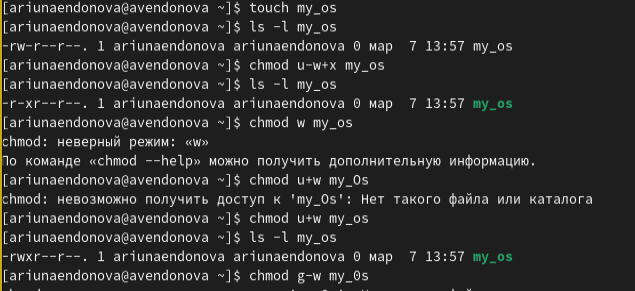 [ariunaendonova@avendonova ~]$ touch my_os
[ariunaendonova@avendonova ~]$ ls -l my_os
-rw-r--r--. 1 ariunaendonova ariunaendonova 0 мар  7 13:57 my_os
[ariunaendonova@avendonova ~]$ chmod u-w+x my_os
[ariunaendonova@avendonova ~]$ ls -l my_os
-r-xr--r--. 1 ariunaendonova ariunaendonova 0 мар  7 13:57 my_os
[ariunaendonova@avendonova ~]$ chmod w my_os
chmod: неверный режим: «w»
По команде «chmod --help» можно получить дополнительную информацию.
[ariunaendonova@avendonova ~]$ chmod u+w my_Os
chmod: невозможно получить доступ к 'my_Os': Нет такого файла или каталога
[ariunaendonova@avendonova ~]$ chmod u+w my_os
[ariunaendonova@avendonova ~]$ ls -l my_os
-rwxr--r--. 1 ariunaendonova ariunaendonova 0 мар  7 13:57 my_os
[ariunaendonova@avendonova ~]$ chmod g-w my_0s